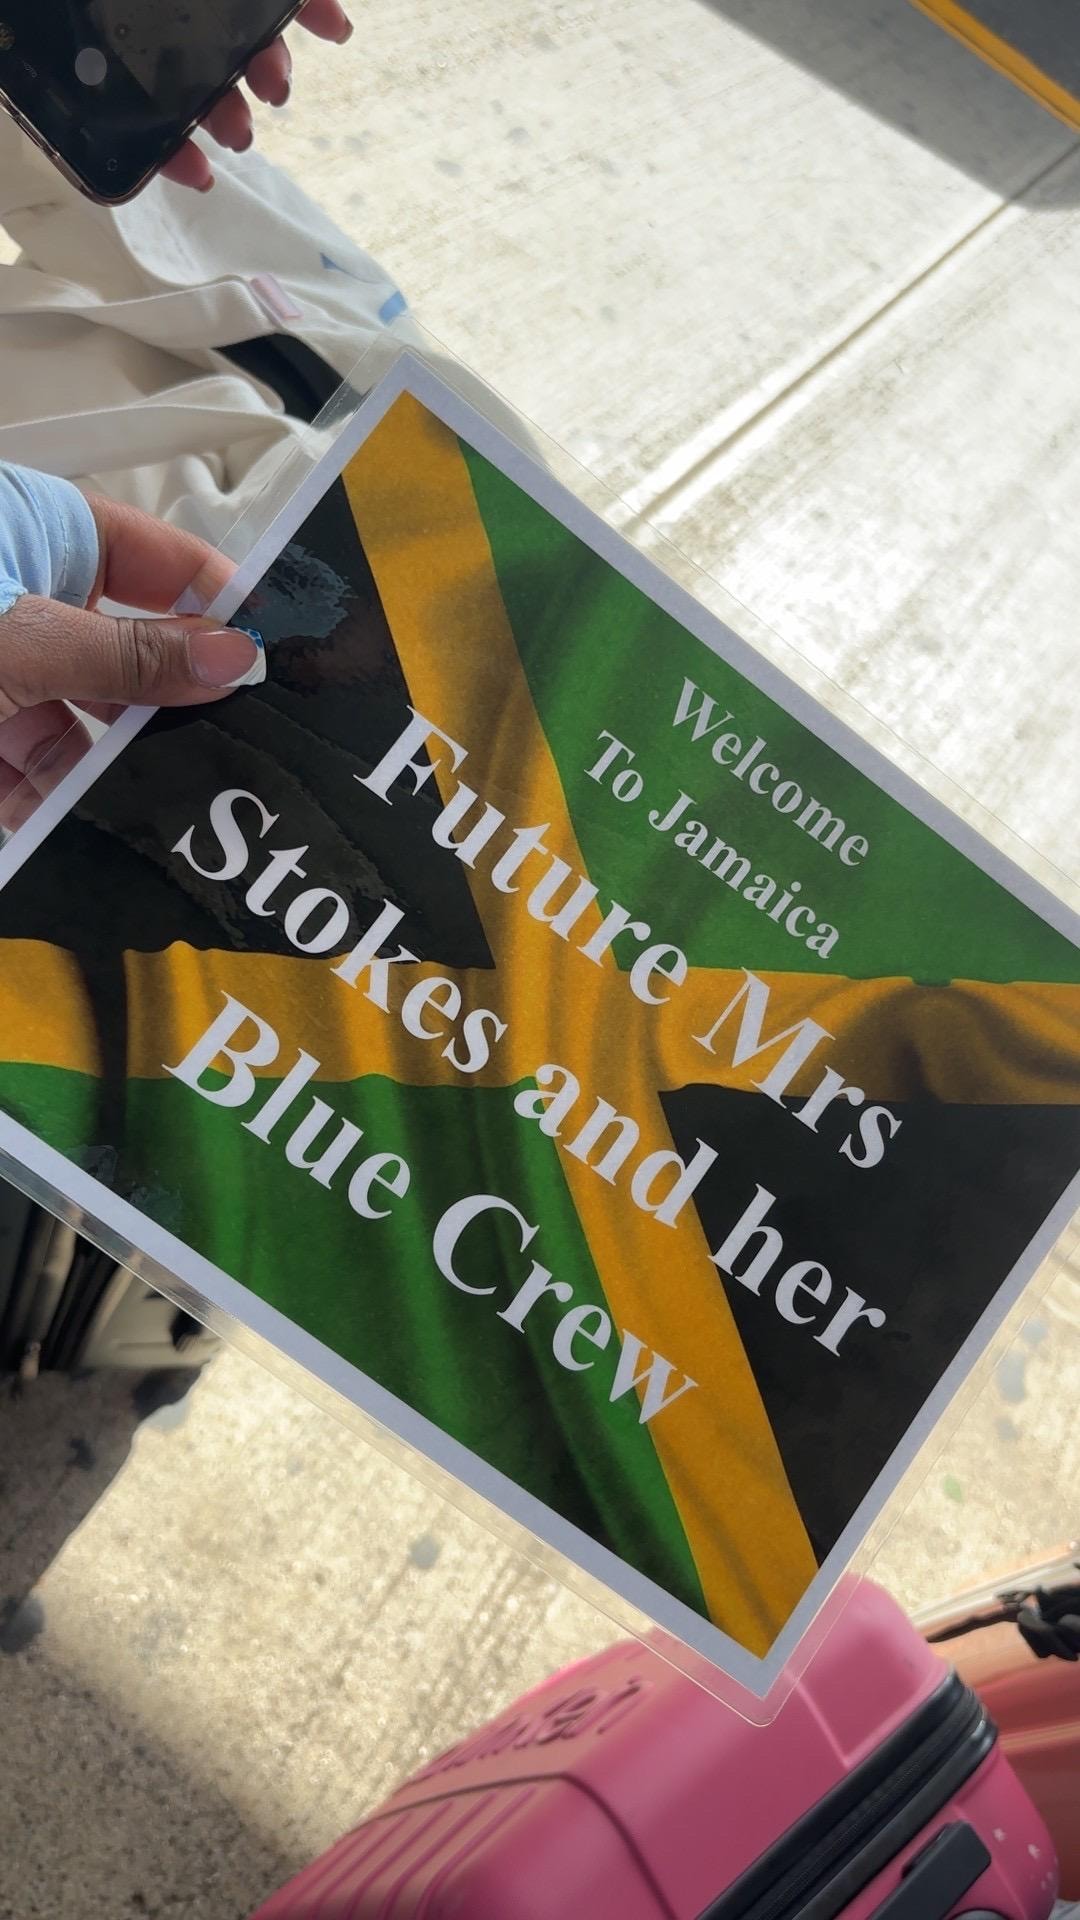 Welcome
To Jamaica
Future Mrs
Stokes and her
Blue Crew